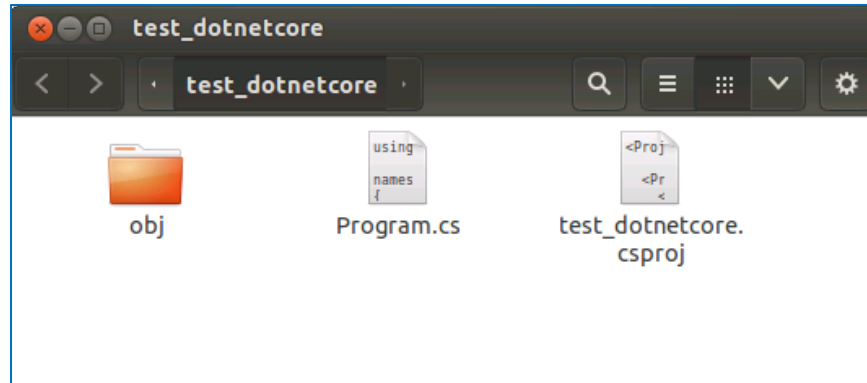 test_dotnetcore
test_dotnetcore
using
names
{
<Proj
<Pr
<
obj
Program.cs
test_dotnetcore.
csproj